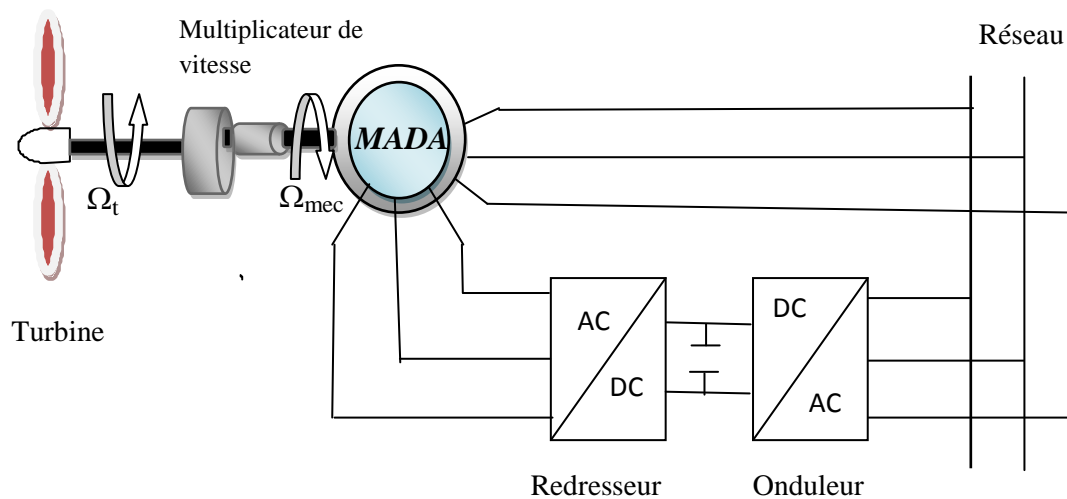 Multiplicateur de
vitesse
Réseau
MADA
Ωt
Ωmec
Turbine
AC
DC
DC
AC
Redresseur
Onduleur